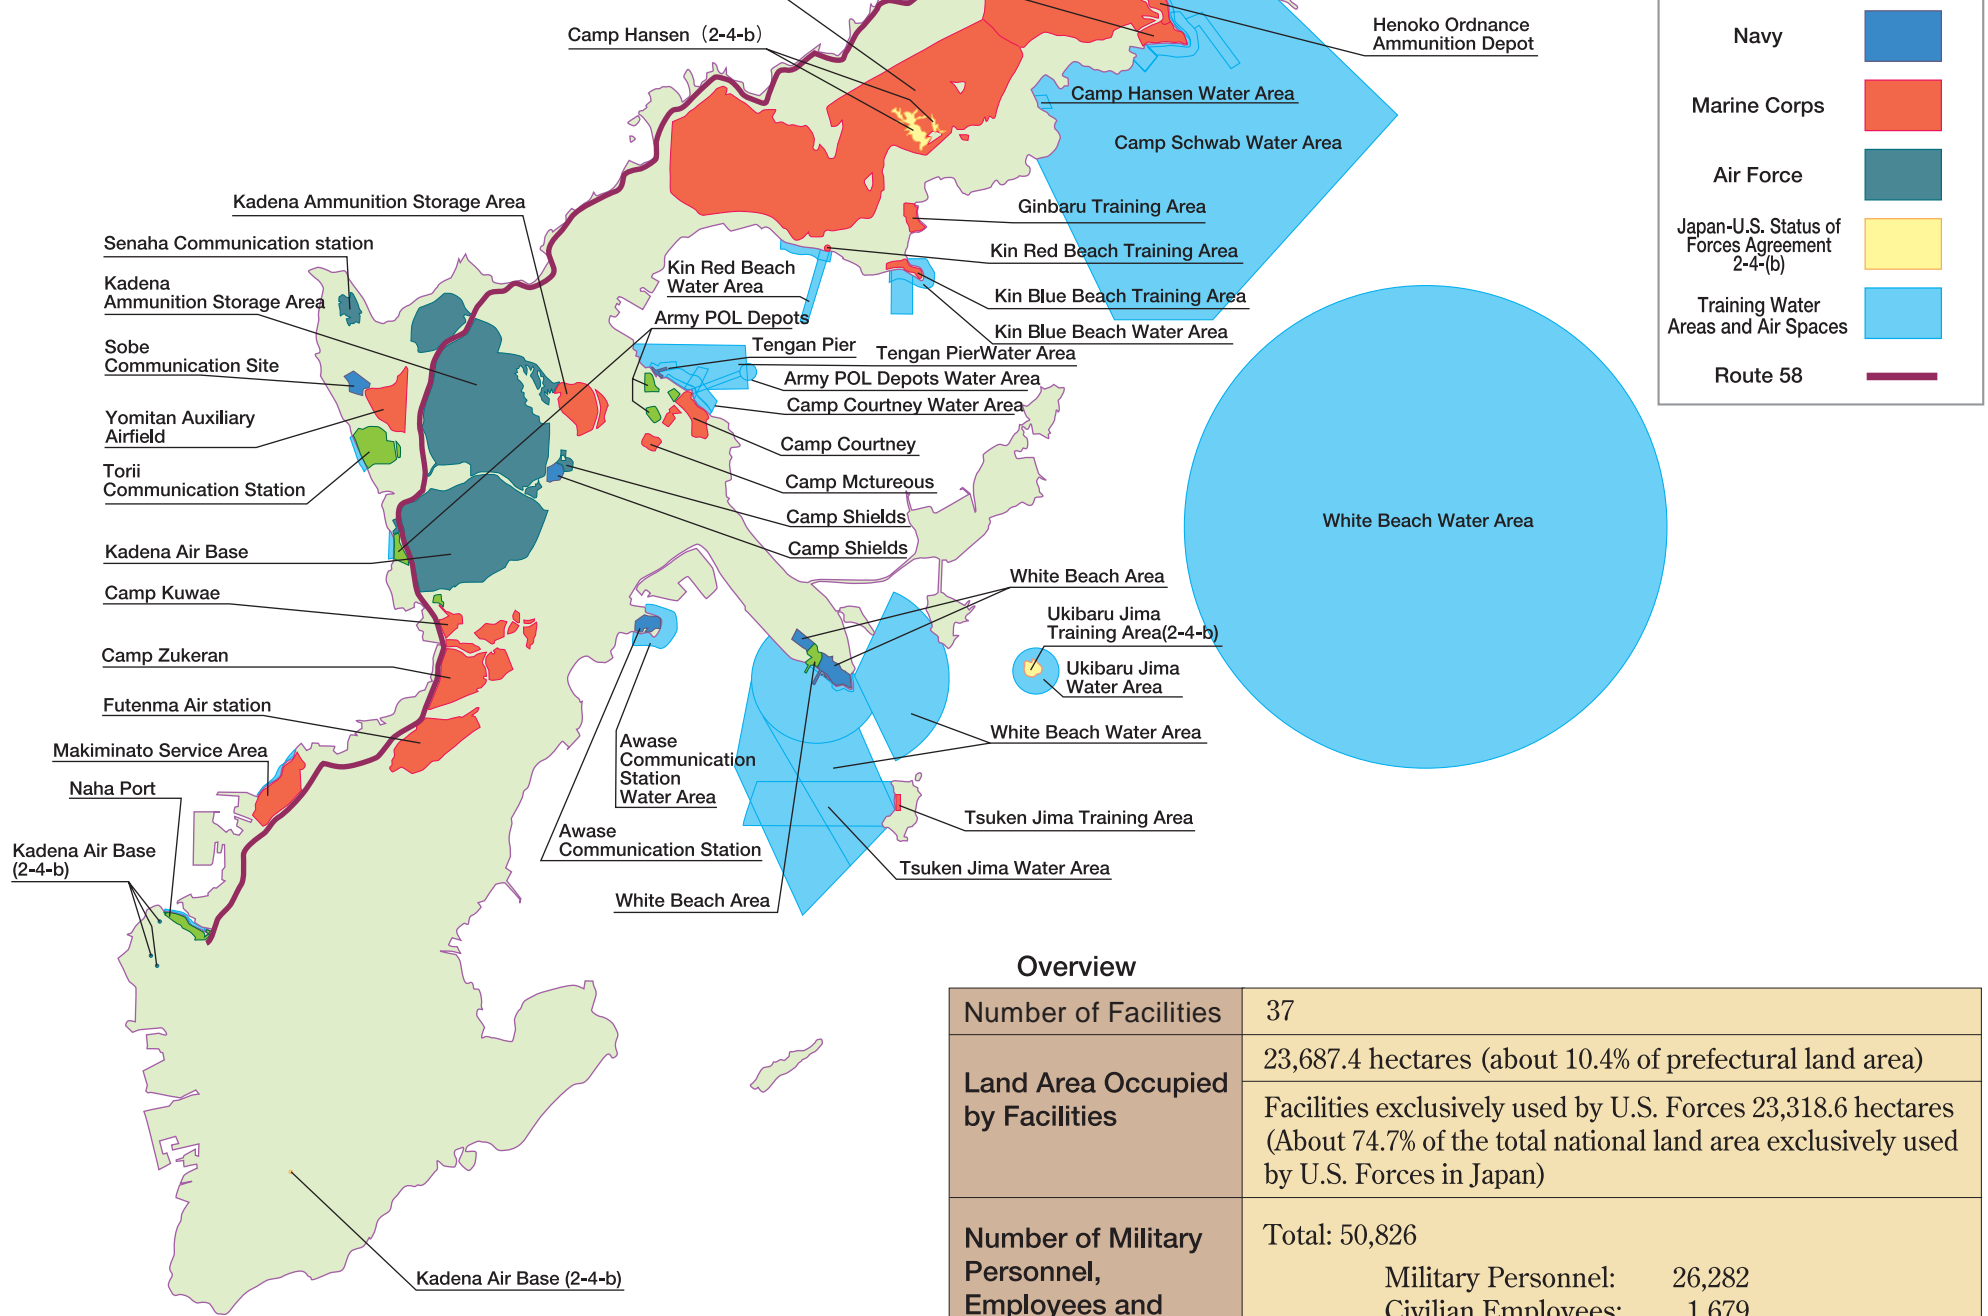 Camp Hansen (2-4-b)
Henoko Ordnance
Ammunition Depot
Camp Hansen Water Area
Camp Schwab Water Area
Kadena Ammunition Storage Area
Ginbaru Training Area
Senaha Communication station
Kin Red Beach Training Area
Kadena
Ammunition Storage Area
Kin Red Beach
Water Area
Kin Blue Beach Training Area
Army POL Depots
Kin Blue Beach Water Area
Sobe
Communication Site
Tengan Pier
Tengan PierWater Area
Army POL Depots Water Area
Camp Courtney Water Area
Yomitan Auxiliary
Airfield
Camp Courtney
Torii
Communication Station
Camp Mctureous
Camp Shields
Camp Shields
Kadena Air Base
White Beach Water Area
Camp Kuwae
White Beach Area
Ukibaru Jima
Training Area(2-4-b)
Camp Zukeran
Ukibaru Jima
Water Area
Futenma Air station
White Beach Water Area
Makiminato Service Area
Awase
Communication
Station
Water Area
Naha Port
Tsuken Jima Training Area
Awase
Communication Station
Kadena Air Base
(2-4-b)
Tsuken Jima Water Area
White Beach Area
Kadena Air Base (2-4-b)
Navy
Marine Corps
Air Force
Japan-U.S. Status of
Forces Agreement
2-4-(b)
Training Water
Areas and Air Spaces
Route 58
Overview
Number of Facilities
37
Land Area Occupied
by Facilities
23,687.4 hectares (about 10.4% of prefectural land area)
Facilities exclusively used by U.S. Forces 23,318.6 hectares
(About 74.7% of the total national land area exclusively used
by U.S. Forces in Japan)
Number of Military
Personnel,
Employees and
Total: 50,826
Military Personnel: 26,282
Civilian Employees: 1,679